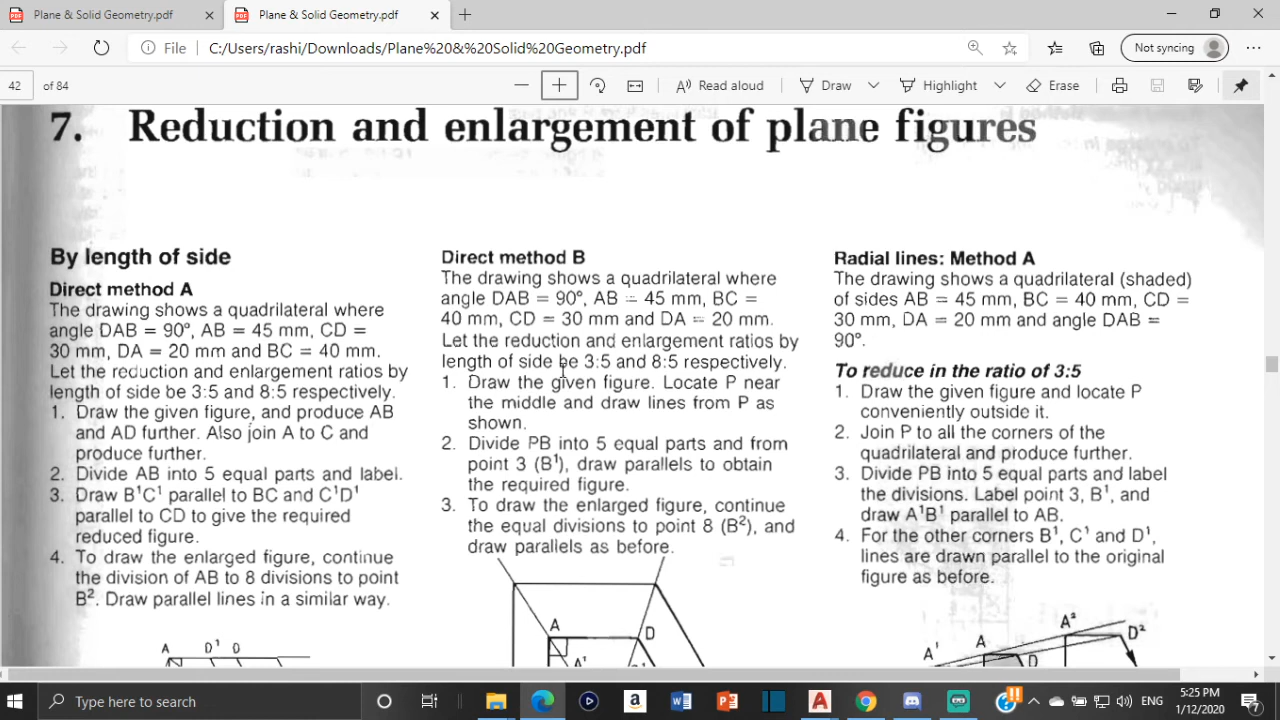 Plane & Solid Geometry.pdf
Plane & Solid Geometry.pdf
File
C:/Users/rashi/Downloads/Plane%20&%20Solid%20Geometry.pdf
Not syncing
42 of 84
Read aloud
Draw
Highlight
Erase
7. Reduction and enlargement of plane figures
By length of side
Direct method A
The drawing shows a quadrilateral where
angle DAB = 90°, AB = 45 mm, CD =
30 mm, DA = 20 mm and BC = 40 mm.
Let the reduction and enlargement ratios by
length of side be 3:5 and 8:5 respectively.
1. Draw the given figure, and produce AB
and AD further. Also join A to C and
produce further.
2. Divide AB into 5 equal parts and label.
3. Draw B¹C¹ parallel to BC and C¹D¹
parallel to CD to give the required
reduced figure.
4. To draw the enlarged figure, continue
the division of AB to 8 divisions to point
B². Draw parallel lines in a similar way.
A D¹ D
Direct method B
The drawing shows a quadrilateral where
angle DAB = 90°, AB = 45 mm, BC =
40 mm, CD = 30 mm and DA = 20 mm.
Let the reduction and enlargement ratios by
length of side be 3:5 and 8:5 respectively.
1. Draw the given figure. Locate P near
the middle and draw lines from P as
shown.
2. Divide PB into 5 equal parts and from
point 3 (B¹), draw parallels to obtain
the required figure.
3. To draw the enlarged figure, continue
the equal divisions to point 8 (B²), and
draw parallels as before.
A
D
A¹
Radial lines: Method A
The drawing shows a quadrilateral (shaded)
of sides AB = 45 mm, BC = 40 mm, CD =
30 mm, DA = 20 mm and angle DAB =
90°.
To reduce in the ratio of 3:5
1. Draw the given figure and locate P
conveniently outside it.
2. Join P to all the corners of the
quadrilateral and produce further.
3. Divide PB into 5 equal parts and label
the divisions. Label point 3, B¹, and
draw A¹B¹ parallel to AB.
4. For the other corners B¹, C¹ and D¹,
lines are drawn parallel to the original
figure as before.
A²
D²
A
A¹
D
Type here to search
ENG
5:25 PM
1/12/2020
7